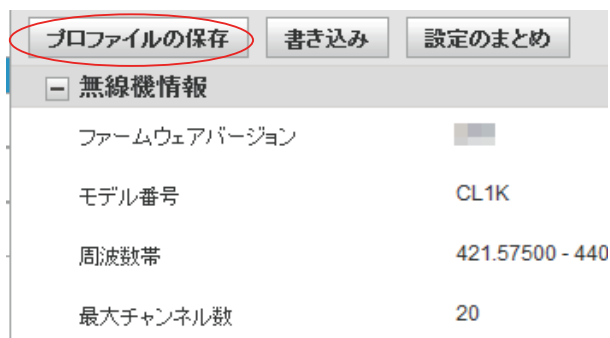 プロファイルの保存 書き込み 設定のまとめ
無線機情報
ファームウェアバージョン
モデル番号 CL1K
周波数帯 421.57500 - 440
最大チャンネル数 20